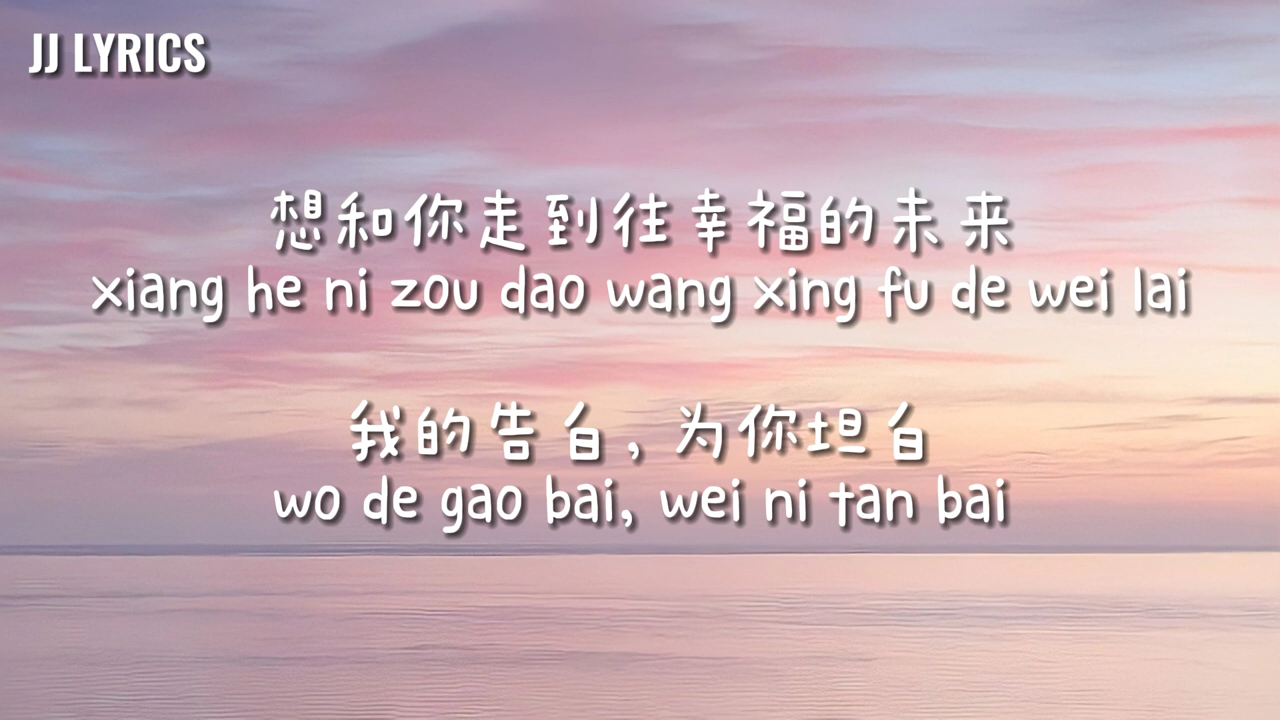 JJ LYRICS
想和你走到往幸福的未来
xiang he ni zou dao wang xing fu de wei lai
我的告白, 为你坦白
wo de gao bai, wei ni tan bai